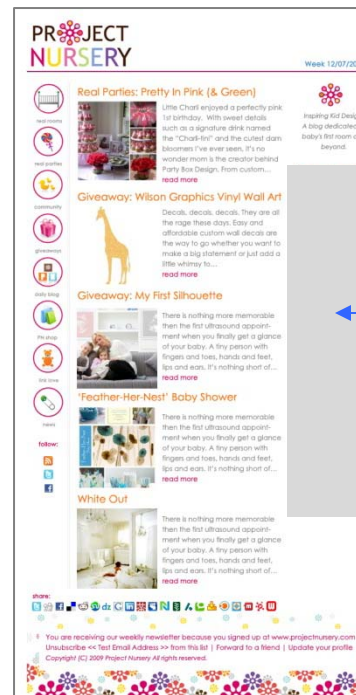 PROJECT
NURSERY
Week 12/07/20
real rooms
real parties
community
giveaways
daily blog
PN shop
ink love
news
follow:
Real Parties: Pretty In Pink (& Green)
Little Charli enjoyed a perfectly pink
1st birthday. With sweet details
such as a signature drink named
the "Charli-tini" and the cutest darn
bloomers I've ever seen, it's no
wonder mom is the creator behind
Party Box Design. From custom…
read more
Giveaway: Wilson Graphics Vinyl Wall Art
Decals, decals, decals. They are all
the rage these days. Easy and
affordable custom wall decals are
the way to go whether you want to
make a big statement or just add a
little whimsy to…
read more
Giveaway: My First Silhouette
There is nothing more memorable
then the first ultrasound appoint-
ment when you finally get a glance
of your baby. A tiny person with
fingers and toes, hands and feet,
lips and ears. It's nothing short of…
read more
'Feather-Her-Nest' Baby Shower
There is nothing more memorable
then the first ultrasound appoint-
ment when you finally get a glance
of your baby. A tiny person with
fingers and toes, hands and feet,
lips and ears. It's nothing short of…
read more
White Out
There is nothing more memorable
then the first ultrasound appoint-
ment when you finally get a glance
of your baby. A tiny person with
fingers and toes, hands and feet,
lips and ears. It's nothing short of…
read more
Inspiring Kid Desig
A blog dedicated
baby's first room a
beyond.
share:
You are receiving our weekly newsletter because you signed up at www.projectnursery.com
Unsubscribe << Test Email Address >> from this list | Forward to a friend | Update your profile
Copyright (C) 2009 Project Nursery All rights reserved.